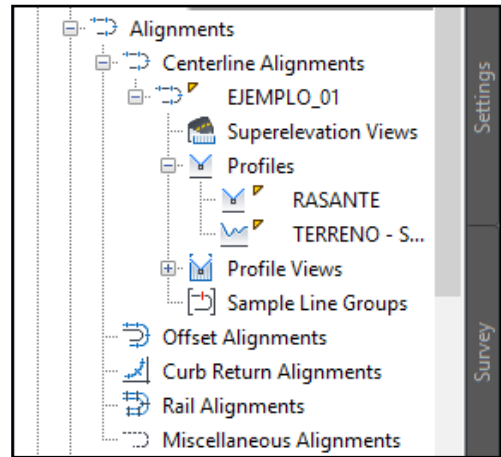 Alignments
Centerline Alignments
EJEMPLO_01
Superelevation Views
Profiles
RASANTE
TERRENO - S...
Profile Views
Sample Line Groups
Offset Alignments
Curb Return Alignments
Rail Alignments
Miscellaneous Alignments
Settings
Survey